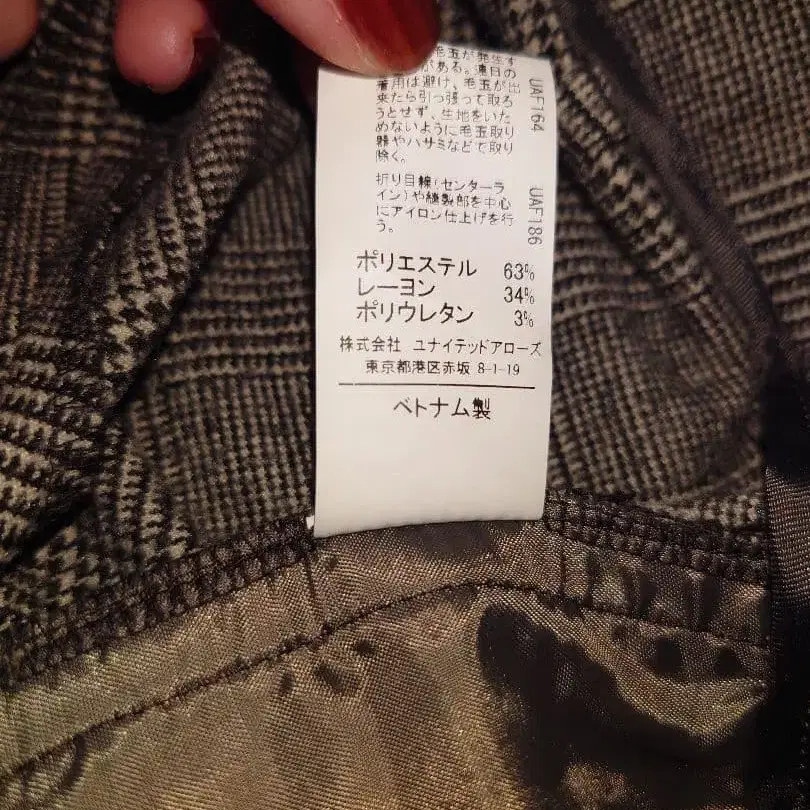 毛玉が発生す
がある。連日の
着用は避け、毛玉が出
来たら引っ張って取ろ
うとせず、生地をいた
めないように毛玉取り
器やハサミなどで取り
除く。
折り目線(センターラ
イン)や縫製部を中心
にアイロン仕上げを行
う。
UAF164
UAF186
ポリエステル 63%
レーヨン 34%
ポリウレタン 3%
株式会社 ユナイテッドアローズ
東京都港区赤坂 8-1-19
ベトナム製